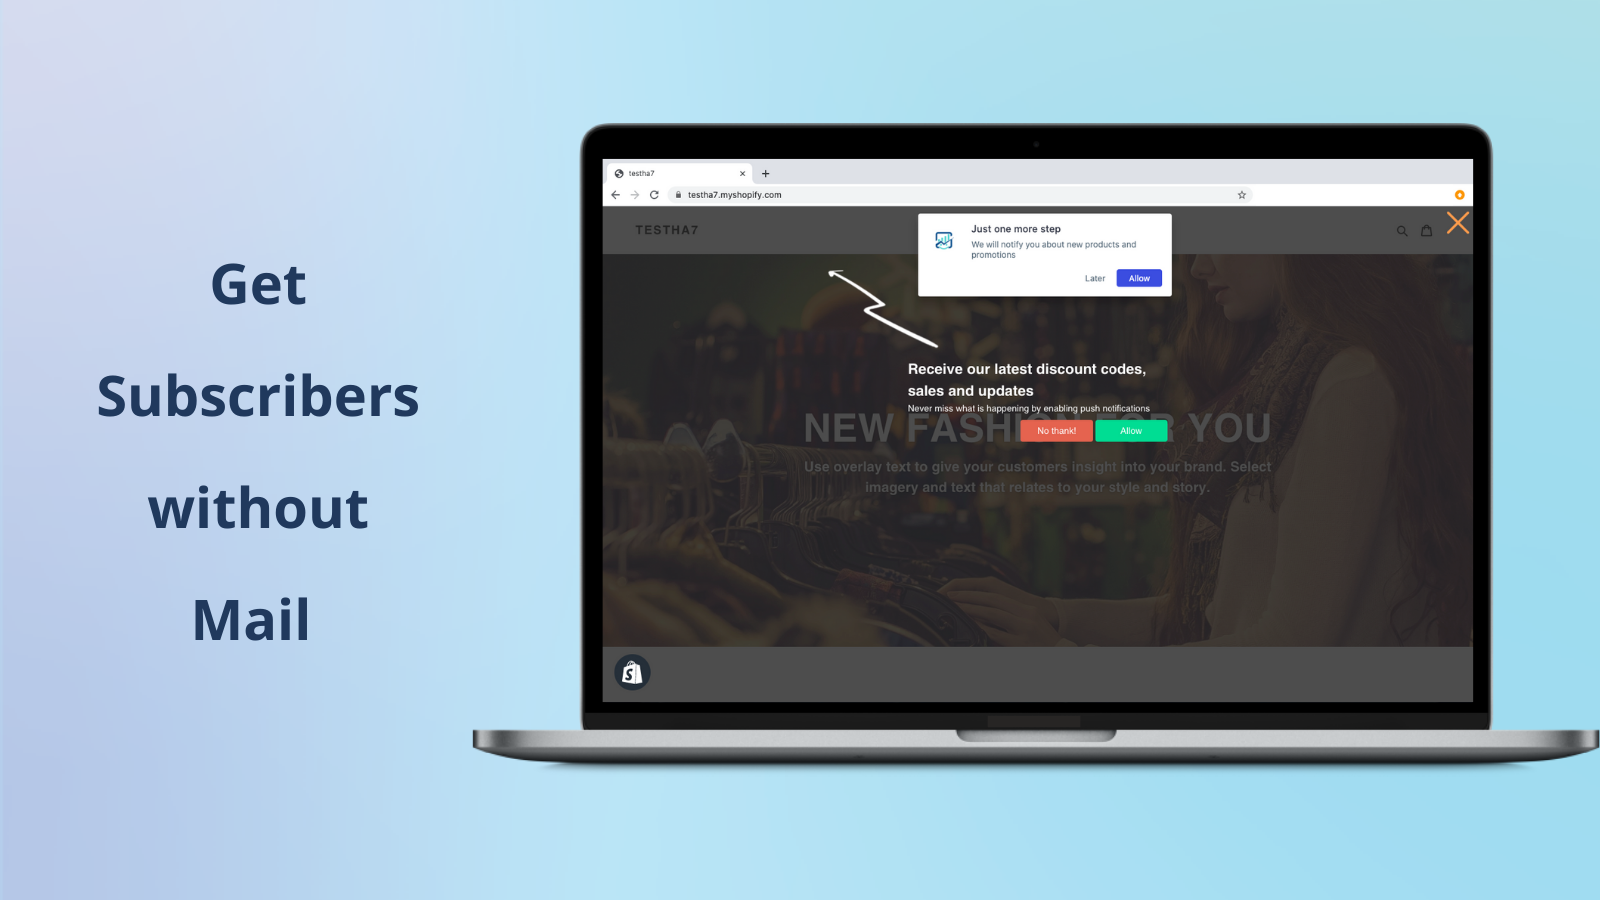 Get
Subscribers
without
Mail
testha7
testha7.myshopify.com
TESTHA7
Just one more step
We will notify you about new products and
promotions
Later
Allow
Receive our latest discount codes,
sales and updates
Never miss what is happening by enabling push notifications
No thank!
Allow
NEW FASHION FOR YOU
Use overlay text to give your customers insight into your brand. Select
imagery and text that relates to your style and story.